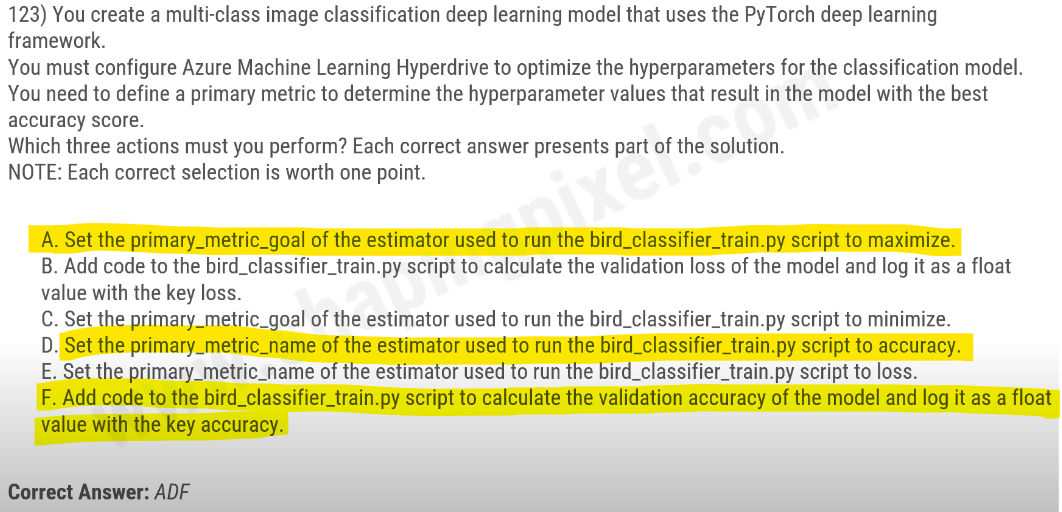 123) You create a multi-class image classification deep learning model that uses the PyTorch deep learning
framework.
You must configure Azure Machine Learning Hyperdrive to optimize the hyperparameters for the classification model.
You need to define a primary metric to determine the hyperparameter values that result in the model with the best
accuracy score.
Which three actions must you perform? Each correct answer presents part of the solution.
NOTE: Each correct selection is worth one point.
A. Set the primary_metric_goal of the estimator used to run the bird_classifier_train.py script to maximize.
B. Add code to the bird_classifier_train.py script to calculate the validation loss of the model and log it as a float
value with the key loss.
C. Set the primary_metric_goal of the estimator used to run the bird_classifier_train.py script to minimize.
D. Set the primary_metric_name of the estimator used to run the bird_classifier_train.py script to accuracy.
E. Set the primary_metric_name of the estimator used to run the bird_classifier_train.py script to loss.
F. Add code to the bird_classifier_train.py script to calculate the validation accuracy of the model and log it as a float
value with the key accuracy.
Correct Answer: ADF